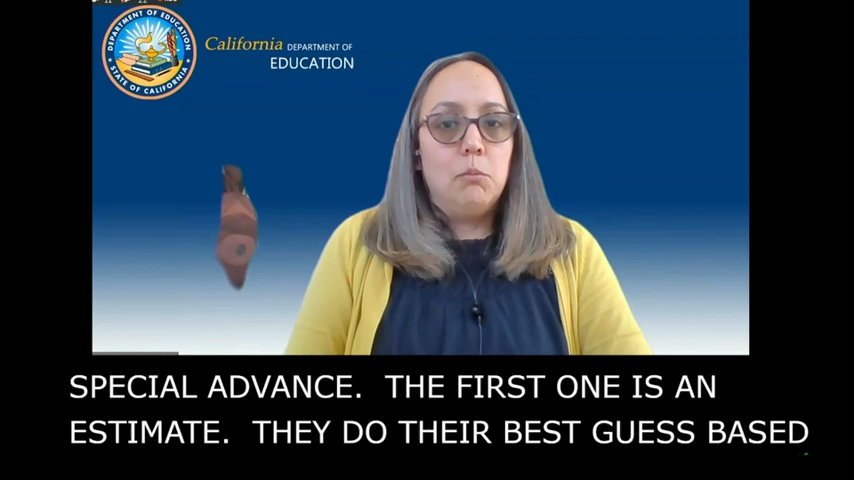 DEPARTMENT OF EDUCATION
STATE OF CALIFORNIA
California DEPARTMENT OF
EDUCATION
SPECIAL ADVANCE.  THE FIRST ONE IS AN
ESTIMATE.  THEY DO THEIR BEST GUESS BASED